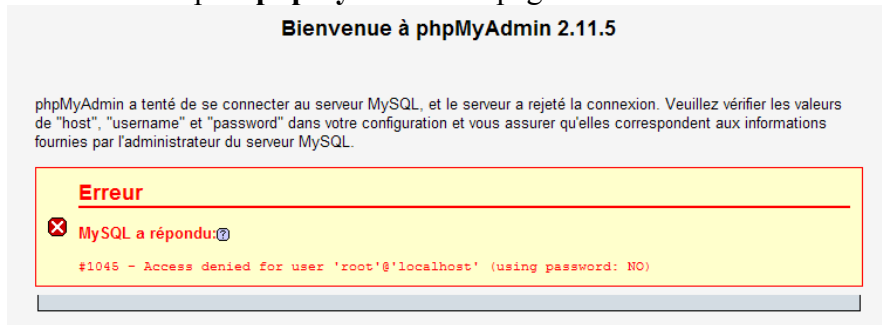 Bienvenue à phpMyAdmin 2.11.5
phpMyAdmin a tenté de se connecter au serveur MySQL, et le serveur a rejeté la connexion. Veuillez vérifier les valeurs
de "host", "username" et "password" dans votre configuration et vous assurer qu'elles correspondent aux informations
fournies par l'administrateur du serveur MySQL.
Erreur
MySQL a répondu:
#1045 - Access denied for user 'root'@'localhost' (using password: NO)